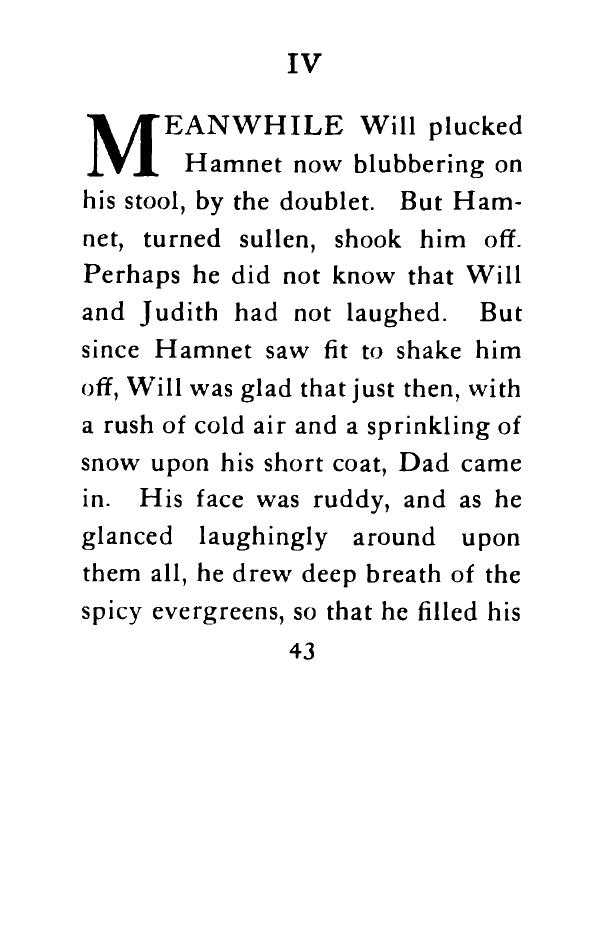 IV
MEANWHILE Will plucked
Hamnet now blubbering on
his stool, by the doublet. But Ham-
net, turned sullen, shook him off.
Perhaps he did not know that Will
and Judith had not laughed. But
since Hamnet saw fit to shake him
off, Will was glad that just then, with
a rush of cold air and a sprinkling of
snow upon his short coat, Dad came
in. His face was ruddy, and as he
glanced laughingly around upon
them all, he drew deep breath of the
spicy evergreens, so that he filled his
43